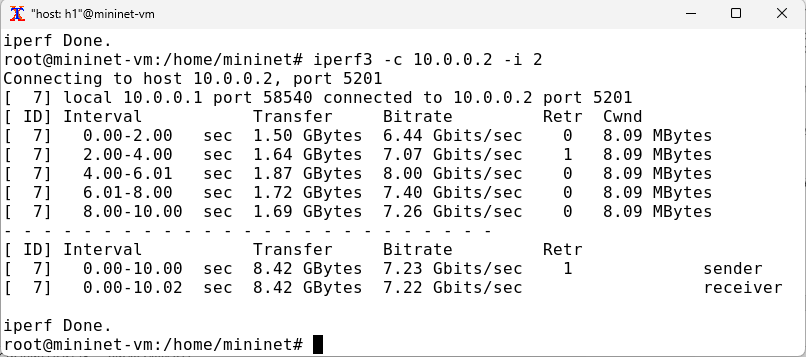 "host: h1"@mininet-vm
iperf Done.
root@mininet-vm:/home/mininet# iperf3 -c 10.0.0.2 -i 2
Connecting to host 10.0.0.2, port 5201
[  7] local 10.0.0.1 port 58540 connected to 10.0.0.2 port 5201
[ ID] Interval           Transfer     Bitrate         Retr  Cwnd
[  7]   0.00-2.00   sec  1.50 GBytes  6.44 Gbits/sec    0   8.09 MBytes
[  7]   2.00-4.00   sec  1.64 GBytes  7.07 Gbits/sec    1   8.09 MBytes
[  7]   4.00-6.01   sec  1.87 GBytes  8.00 Gbits/sec    0   8.09 MBytes
[  7]   6.01-8.00   sec  1.72 GBytes  7.40 Gbits/sec    0   8.09 MBytes
[  7]   8.00-10.00  sec  1.69 GBytes  7.26 Gbits/sec    0   8.09 MBytes
- - - - - - - - - - - - - - - - - - - - - - - - -
[ ID] Interval           Transfer     Bitrate         Retr
[  7]   0.00-10.00  sec  8.42 GBytes  7.23 Gbits/sec    1             sender
[  7]   0.00-10.02  sec  8.42 GBytes  7.22 Gbits/sec                  receiver

iperf Done.
root@mininet-vm:/home/mininet#